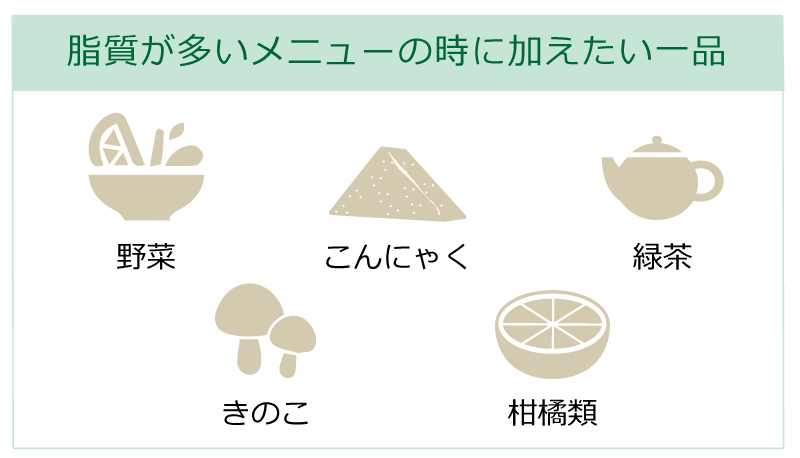 脂質が多いメニューの時に加えたい一品
野菜
こんにゃく
緑茶
きのこ
柑橘類